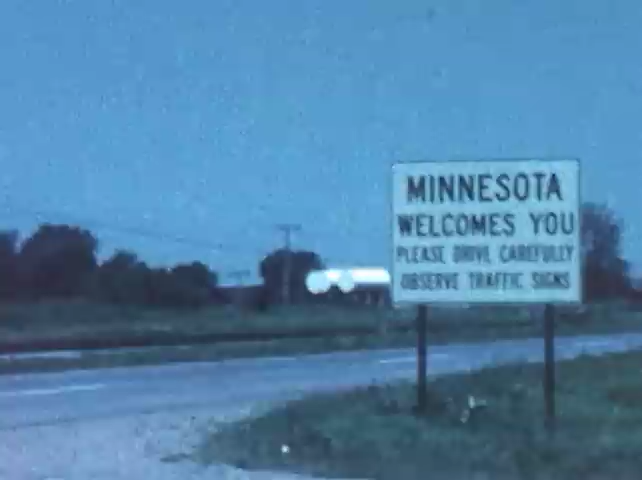 MINNESOTA
WELCOMES YOU
PLEASE DRIVE CAREFULLY
OBSERVE TRAFFIC SIGNS